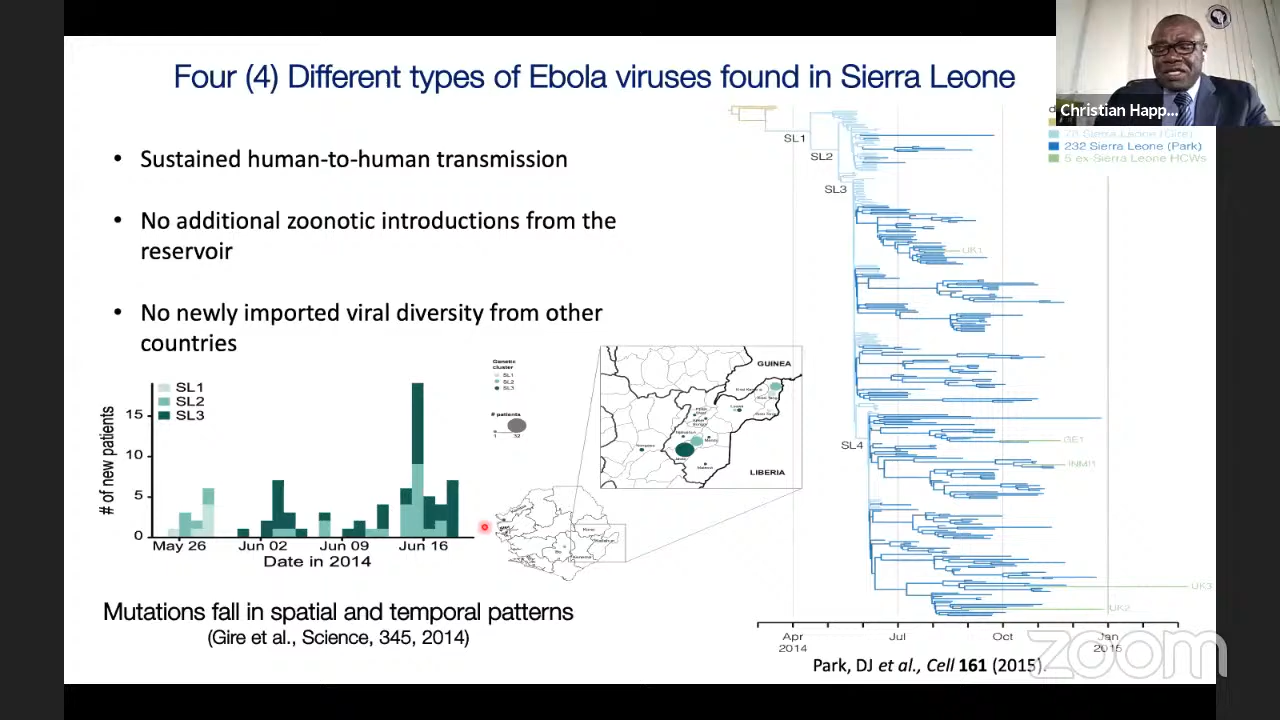 Four (4) Different types of Ebola viruses found in Sierra Leone
Christian Happ...
78 Sierra Leone (Gire)
232 Sierra Leone (Park)
5 ex-Sierra Leone HCWs
• Sustained human-to-human transmission
• No additional zoonotic introductions from the
reservoir
• No newly imported viral diversity from other
countries
SL1
SL2
SL3
15
10
5
0
# of new patients
May 26
Jun 02
Jun 09
Jun 16
Date in 2014
Genetic
cluster
SL1
SL2
SL3
# patients
1
32
GUINEA
LIBERIA
Mutations fall in spatial and temporal patterns
(Gire et al., Science, 345, 2014)
SL1
SL2
SL3
UK1
SL4
GE1
INMI1
UK3
UK2
Apr
2014
Jul
Oct
Jan
2015
Park, DJ et al., Cell 161 (2015).
zoom